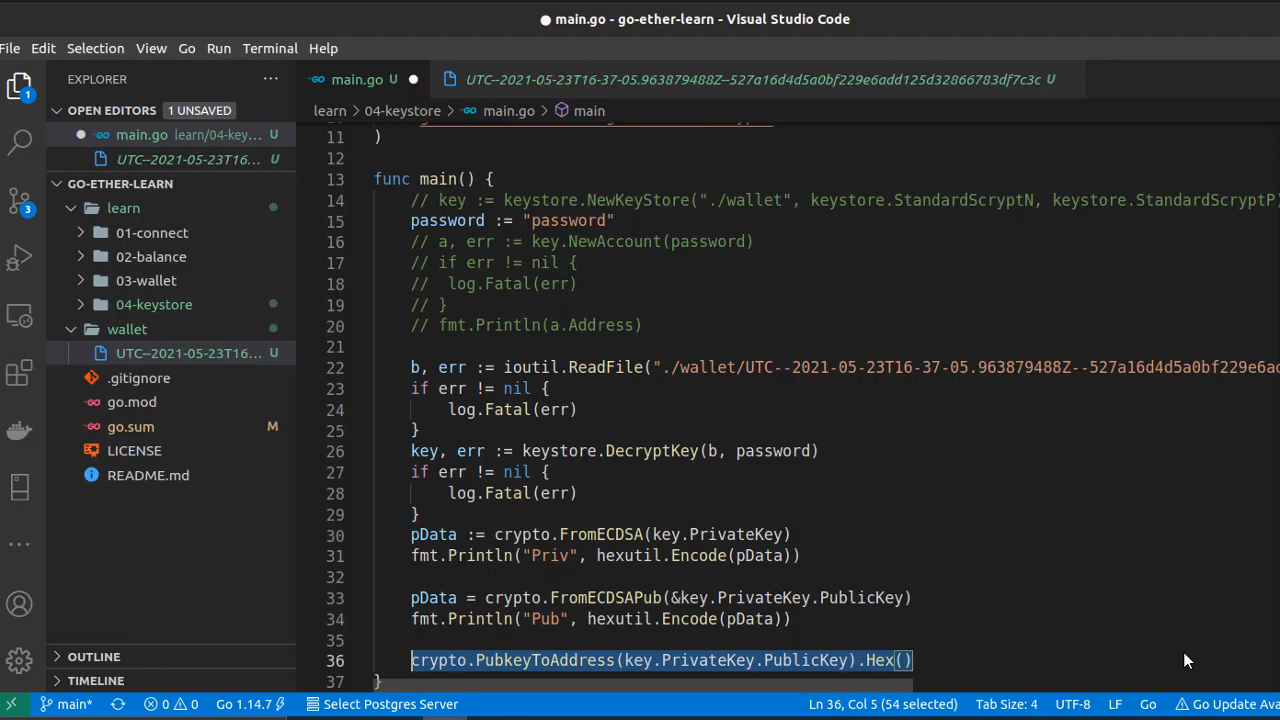 main.go - go-ether-learn - Visual Studio Code
File Edit Selection View Go Run Terminal Help
EXPLORER ... main.go U UTC--2021-05-23T16-37-05.963879488Z--527a16d4d5a0bf229e6add125d32866783df7c3c U
OPEN EDITORS 1 UNSAVED
learn > 04-keystore > main.go > main
main.go learn/04-key... U
UTC--2021-05-23T16... U
GO-ETHER-LEARN
learn
01-connect
02-balance
03-wallet
04-keystore
wallet
UTC--2021-05-23T16... U
.gitignore
go.mod
go.sum M
LICENSE
README.md
OUTLINE
TIMELINE
1
3
11 )
12
13 func main() {
14 // key := keystore.NewKeyStore("./wallet", keystore.StandardScryptN, keystore.StandardScryptP)
15 password := "password"
16 // a, err := key.NewAccount(password)
17 // if err != nil {
18 // log.Fatal(err)
19 // }
20 // fmt.Println(a.Address)
21
22 b, err := ioutil.ReadFile("./wallet/UTC--2021-05-23T16-37-05.963879488Z--527a16d4d5a0bf229e6ad
23 if err != nil {
24 log.Fatal(err)
25 }
26 key, err := keystore.DecryptKey(b, password)
27 if err != nil {
28 log.Fatal(err)
29 }
30 pData := crypto.FromECDSA(key.PrivateKey)
31 fmt.Println("Priv", hexutil.Encode(pData))
32
33 pData = crypto.FromECDSAPub(&key.PrivateKey.PublicKey)
34 fmt.Println("Pub", hexutil.Encode(pData))
35
36 crypto.PubkeyToAddress(key.PrivateKey.PublicKey).Hex()
37 }
main* 0 0 Go 1.14.7 Select Postgres Server Ln 36, Col 5 (54 selected) Tab Size: 4 UTF-8 LF Go Go Update Ava